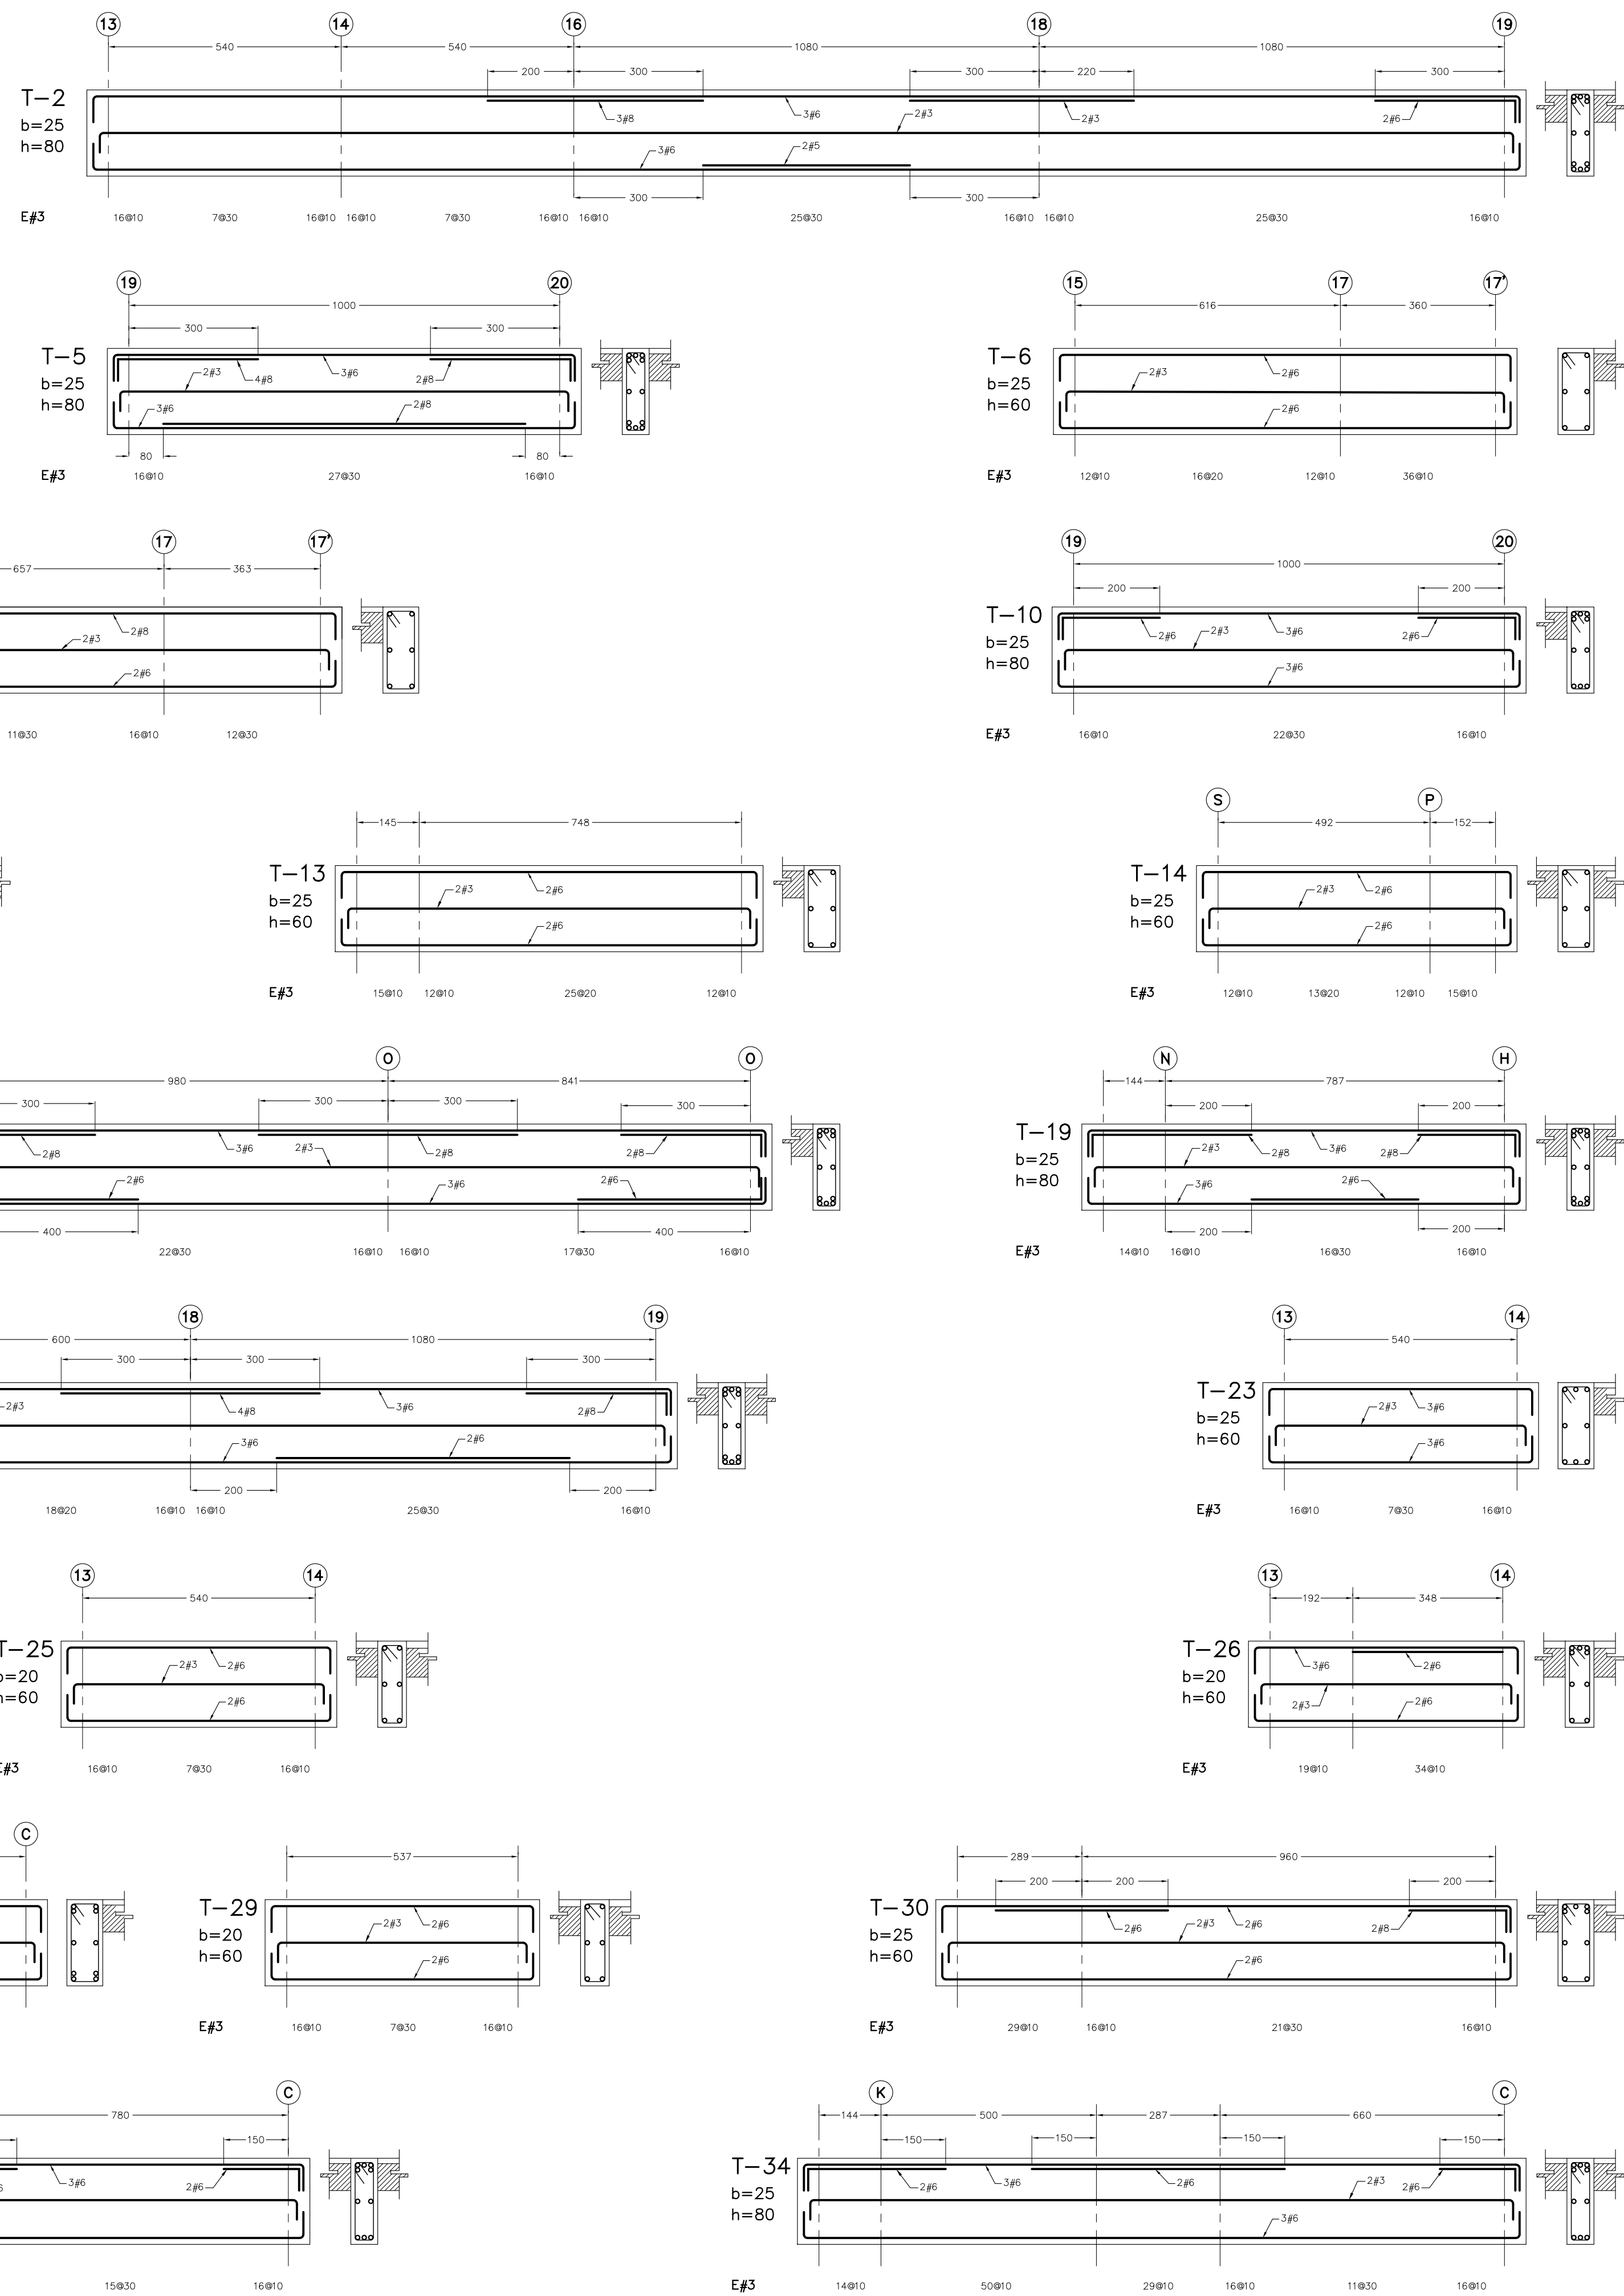 13 14 16 18 19
540 540 1080 1080
200 300 300 220 300
T-2
b=25
h=80
3#8 3#6 2#3 2#3 2#6
3#6 2#5
300 300
E#3 16@10 7@30 16@10 16@10 7@30 16@10 16@10 25@30 16@10 16@10 25@30 16@10
19 20
1000
300 300
T-5
b=25
h=80
2#3 4#8 3#6 2#8
3#6 2#8
80 80
E#3 16@10 27@30 16@10
15 17 17'
616 360
T-6
b=25
h=60
2#3 2#6
2#6
E#3 12@10 16@20 12@10 36@10
17 17'
657 363
2#8
2#3
2#6
11@30 16@10 12@30
19 20
1000
200 200
T-10
b=25
h=80
2#6 2#3 3#6 2#6
3#6
E#3 16@10 22@30 16@10
145 748
T-13
b=25
h=60
2#3 2#6
2#6
E#3 15@10 12@10 25@20 12@10
S P
492 152
T-14
b=25
h=60
2#3 2#6
2#6
E#3 12@10 13@20 12@10 15@10
O O
980 841
300 300 300 300
2#8 3#6 2#3 2#8 2#8
2#6 3#6 2#6
400 400
22@30 16@10 16@10 17@30 16@10
N H
144 787
200 200
T-19
b=25
h=80
2#3 2#8 3#6 2#8
3#6 2#6
200 200
E#3 14@10 16@10 16@30 16@10
18 19
600 1080
300 300 300
2#3 4#8 3#6 2#8
3#6 2#6
200 200
18@20 16@10 16@10 25@30 16@10
13 14
540
T-23
b=25
h=60
2#3 3#6
3#6
E#3 16@10 7@30 16@10
13 14
540
T-25
b=20
h=60
2#3 2#6
2#6
E#3 16@10 7@30 16@10
13 14
192 348
T-26
b=20
h=60
3#6 2#6
2#3 2#6
E#3 19@10 34@10
C
537
T-29
b=20
h=60
2#3 2#6
2#6
E#3 16@10 7@30 16@10
289 960
200 200 200
T-30
b=25
h=60
2#6 2#3 2#6 2#8
2#6
E#3 29@10 16@10 21@30 16@10
C
780
150
3#6 2#6
15@30 16@10
K C
144 500 287 660
150 150 150 150
T-34
b=25
h=80
2#6 3#6 2#6 2#3 2#6
3#6
E#3 14@10 50@10 29@10 16@10 11@30 16@10